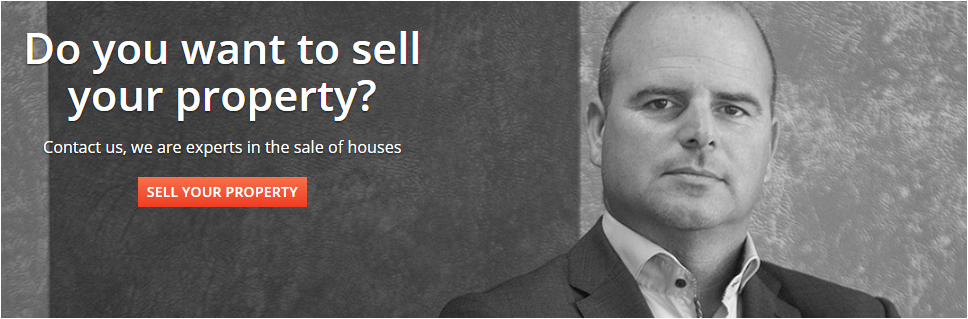 Do you want to sell
your property?
Contact us, we are experts in the sale of houses
SELL YOUR PROPERTY